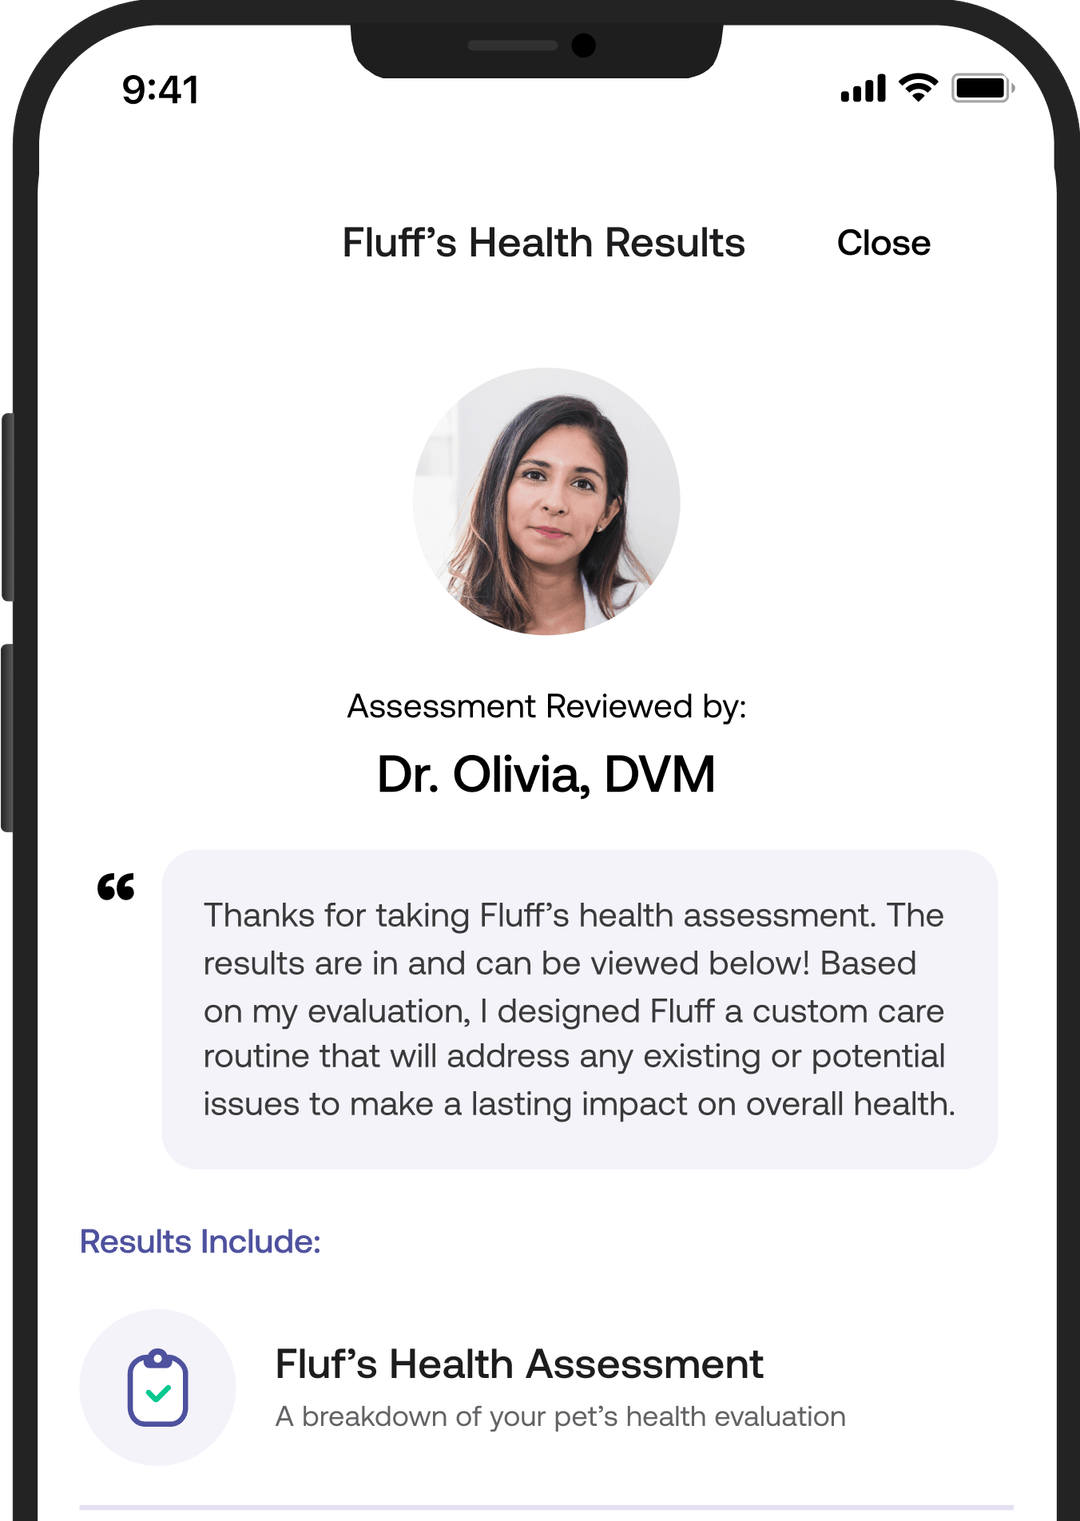 9:41
Fluff’s Health Results
Close
Assessment Reviewed by:
Dr. Olivia, DVM
“
Thanks for taking Fluff’s health assessment. The
results are in and can be viewed below! Based
on my evaluation, I designed Fluff a custom care
routine that will address any existing or potential
issues to make a lasting impact on overall health.
Results Include:
Fluf’s Health Assessment
A breakdown of your pet’s health evaluation